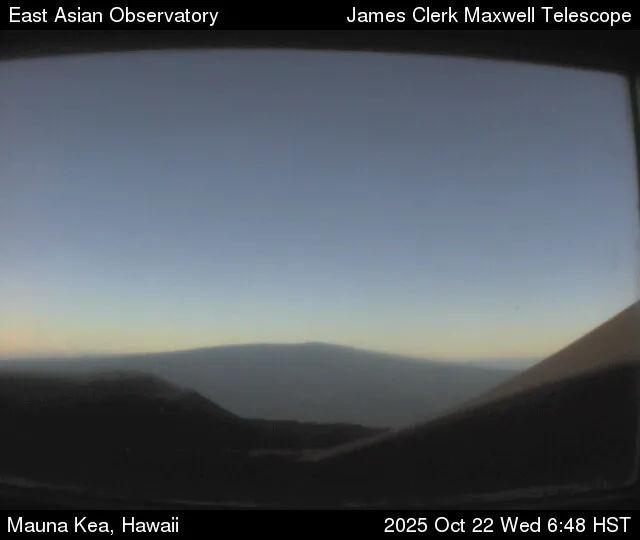 East Asian Observatory
James Clerk Maxwell Telescope
Mauna Kea, Hawaii
2025 Oct 22 Wed 6:48 HST